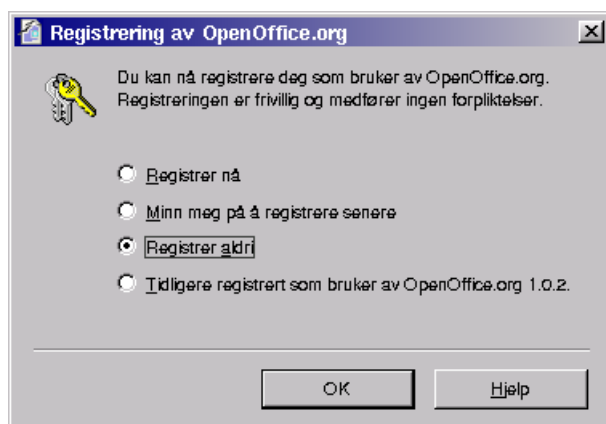 Registrering av OpenOffice.org
Du kan nå registrere deg som bruker av OpenOffice.org.
Registreringen er frivillig og medfører ingen forpliktelser.
Registrer nå
Minn meg på å registrere senere
Registrer aldri
Tidligere registrert som bruker av OpenOffice.org 1.0.2.
OK
Hjelp